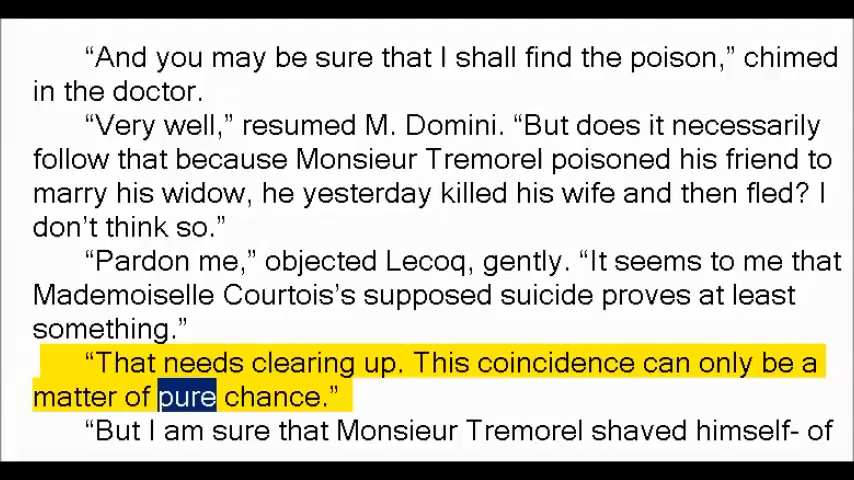 “And you may be sure that I shall find the poison,” chimed
in the doctor.
“Very well,” resumed M. Domini. “But does it necessarily
follow that because Monsieur Tremorel poisoned his friend to
marry his widow, he yesterday killed his wife and then fled? I
don’t think so.”
“Pardon me,” objected Lecoq, gently. “It seems to me that
Mademoiselle Courtois’s supposed suicide proves at least
something.”
“That needs clearing up. This coincidence can only be a
matter of pure chance.”
“But I am sure that Monsieur Tremorel shaved himself- of